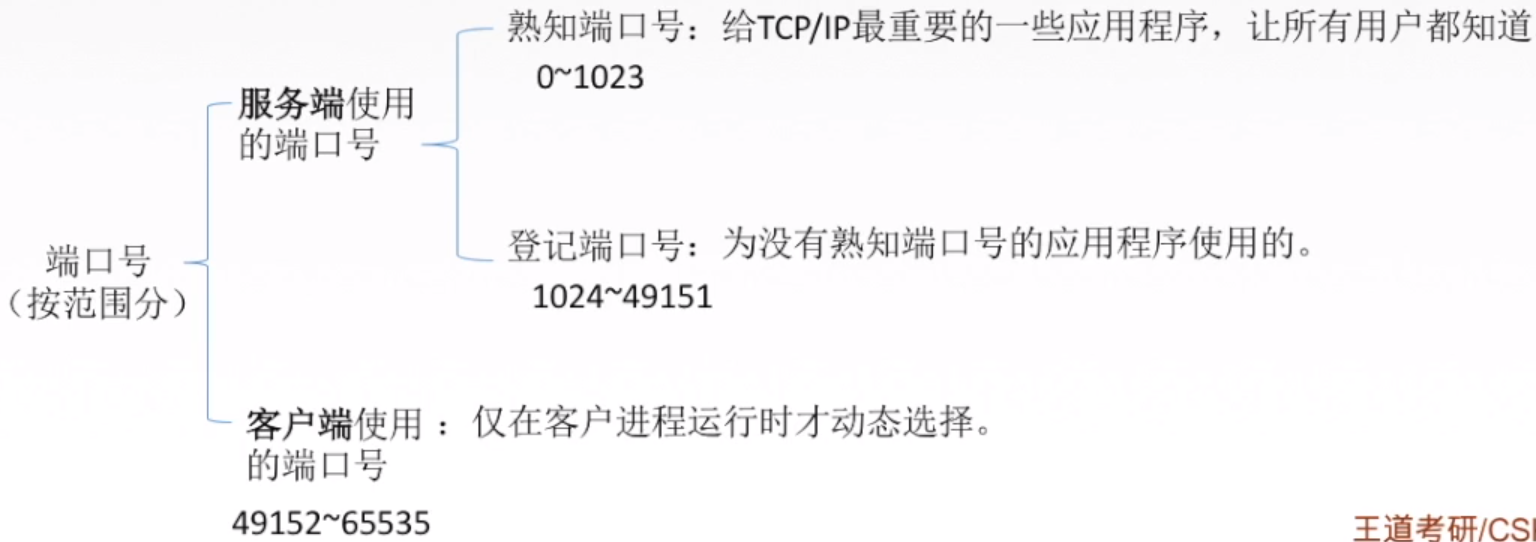 熟知端口号：给TCP/IP最重要的一些应用程序，让所有用户都知道
0~1023
服务端使用
的端口号
登记端口号：为没有熟知端口号的应用程序使用的。
1024~49151
端口号
（按范围分）
客户端使用：仅在客户进程运行时才动态选择。
的端口号
49152~65535
王道考研/CSK